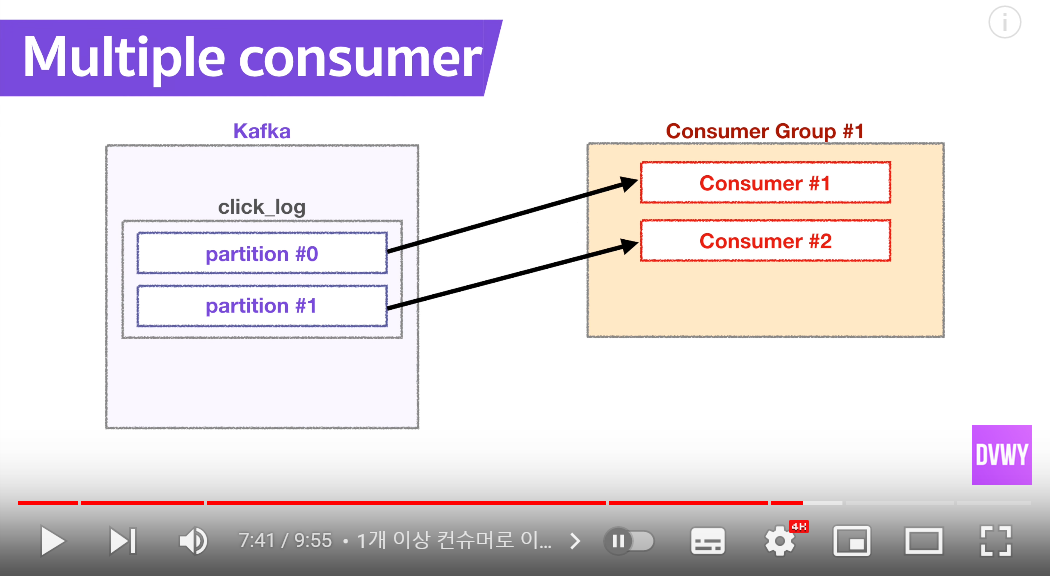 Multiple consumer
Kafka
Consumer Group #1
click_log
partition #0
partition #1
Consumer #1
Consumer #2
DVWY
7:41 / 9:55 • 1개 이상 컨슈머로 이...
4K